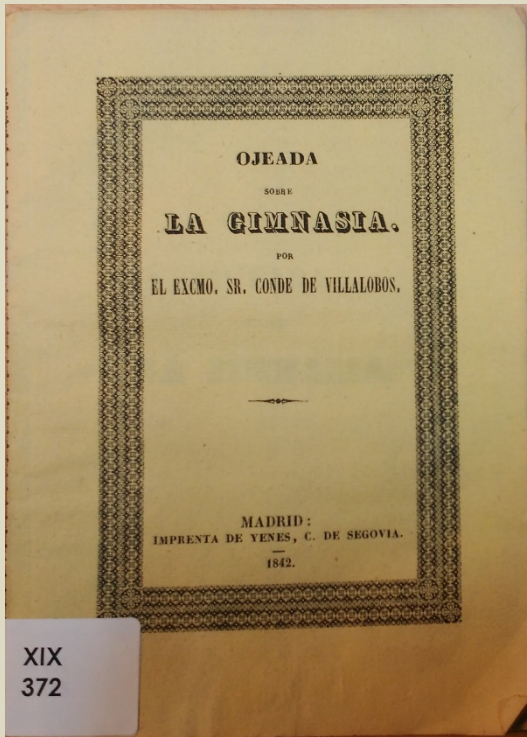 OJEADA
SOBRE
LA GIMNASIA.
POR
EL EXCMO. SR. CONDE DE VILLALOBOS.
MADRID:
IMPRENTA DE YENES, C. DE SEGOVIA.
1842.
XIX
372